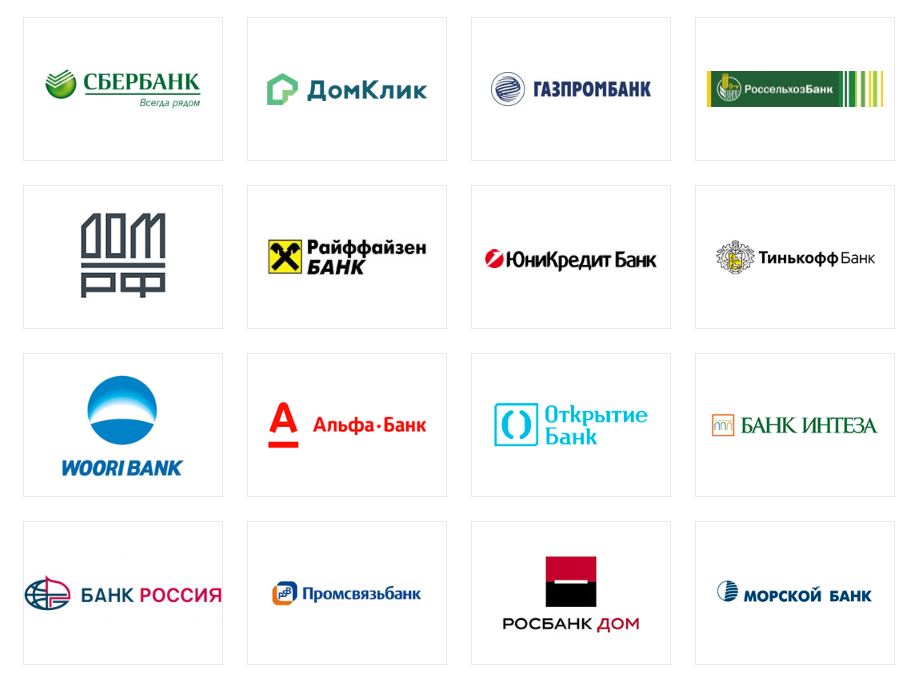 СБЕРБАНК
Всегда рядом
ДомКлик
ГАЗПРОМБАНК
РоссельхозБанк
ДОМ
РФ
Райффайзен
БАНК
ЮниКредит Банк
Тинькофф Банк
WOORI BANK
А
Альфа·Банк
Открытие
Банк
БАНК ИНТЕЗА
БАНК РОССИЯ
PSB
Промсвязьбанк
РОСБАНК ДОМ
МОРСКОЙ БАНК